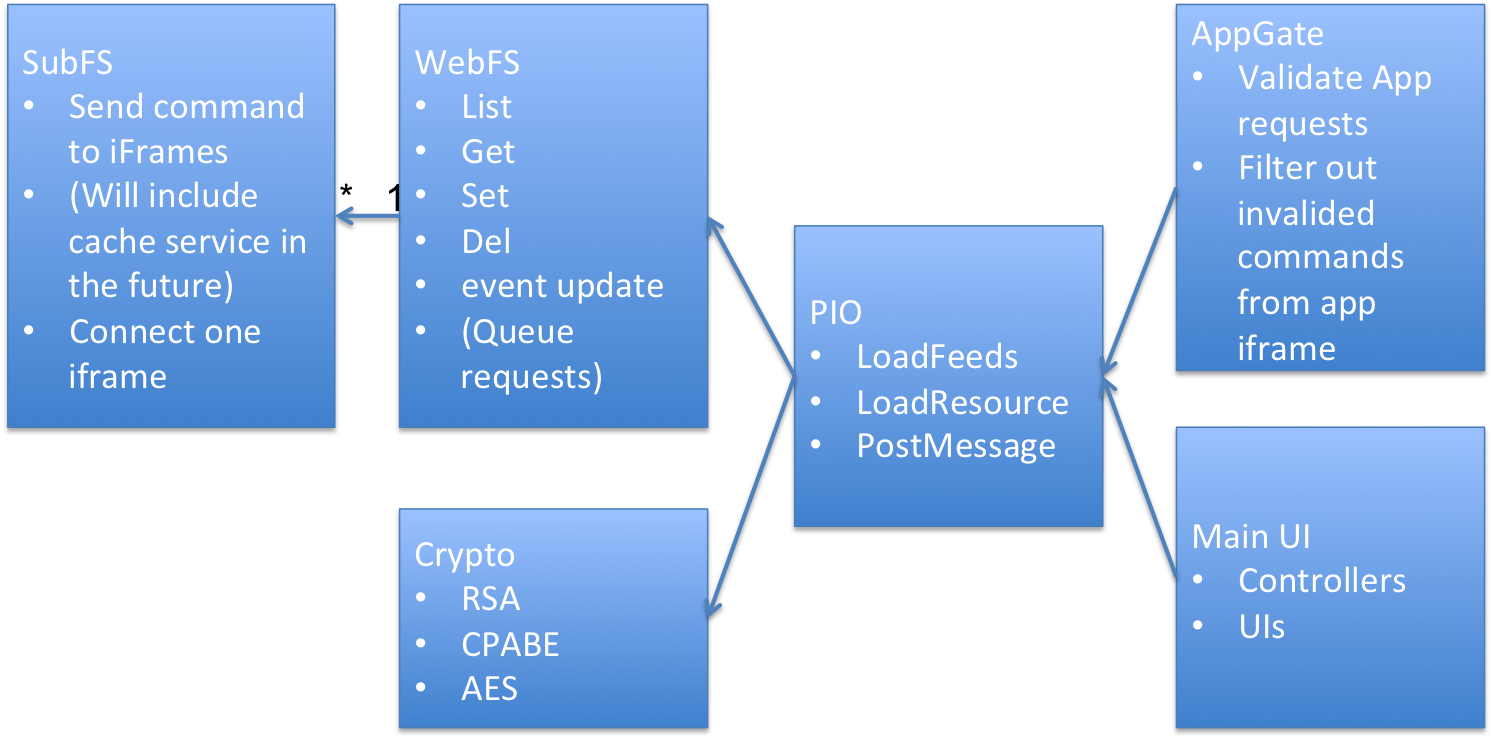 SubFS
• Send command
to iFrames
• (Will include
cache service in
the future)
• Connect one
iframe
* 1
WebFS
• List
• Get
• Set
• Del
• event update
• (Queue
requests)
Crypto
• RSA
• CPABE
• AES
PIO
• LoadFeeds
• LoadResource
• PostMessage
AppGate
• Validate App
requests
• Filter out
invalided
commands
from app
iframe
Main UI
• Controllers
• UIs